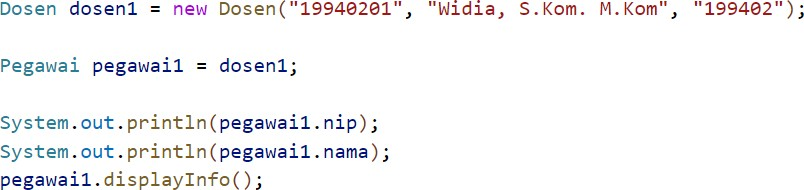 Dosen dosen1 = new Dosen("19940201", "Widia, S.Kom. M.Kom", "199402");
Pegawai pegawai1 = dosen1;
System.out.println(pegawai1.nip);
System.out.println(pegawai1.nama);
pegawai1.displayInfo();